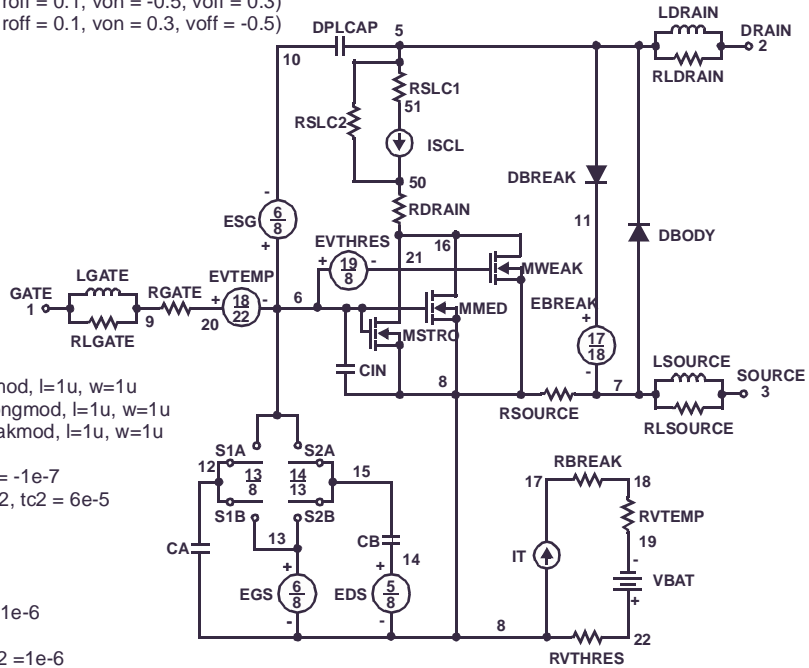 roff = 0.1, von = -0.5, voff = 0.3)
roff = 0.1, von = 0.3, voff = -0.5)
LDRAIN
DPLCAP
5
DRAIN
2
10
RLDRAIN
RSLC1
51
RSLC2
ISCL
DBREAK
50
-
RDRAIN
ESG
6
8
+
11
DBODY
EVTHRES
16
+
19
8
-
21
MWEAK
LGATE
EVTEMP
GATE
1
RGATE
+
18
22
-
6
MMED
EBREAK
+
9
20
MSTRO
17
18
-
RLGATE
LSOURCE
CIN
8
7
SOURCE
3
RSOURCE
RLSOURCE
mod, l=1u, w=1u
ongmod, l=1u, w=1u
akmod, l=1u, w=1u
S1A
S2A
12
13
8
14
13
15
RBREAK
17
18
= -1e-7
2, tc2 = 6e-5
S1B
S2B
RVTEMP
13
CB
19
CA
14
IT
-
+
+
VBAT
EGS
6
8
EDS
5
8
+
-
-
8
22
1e-6
RVTHRES
2 =1e-6